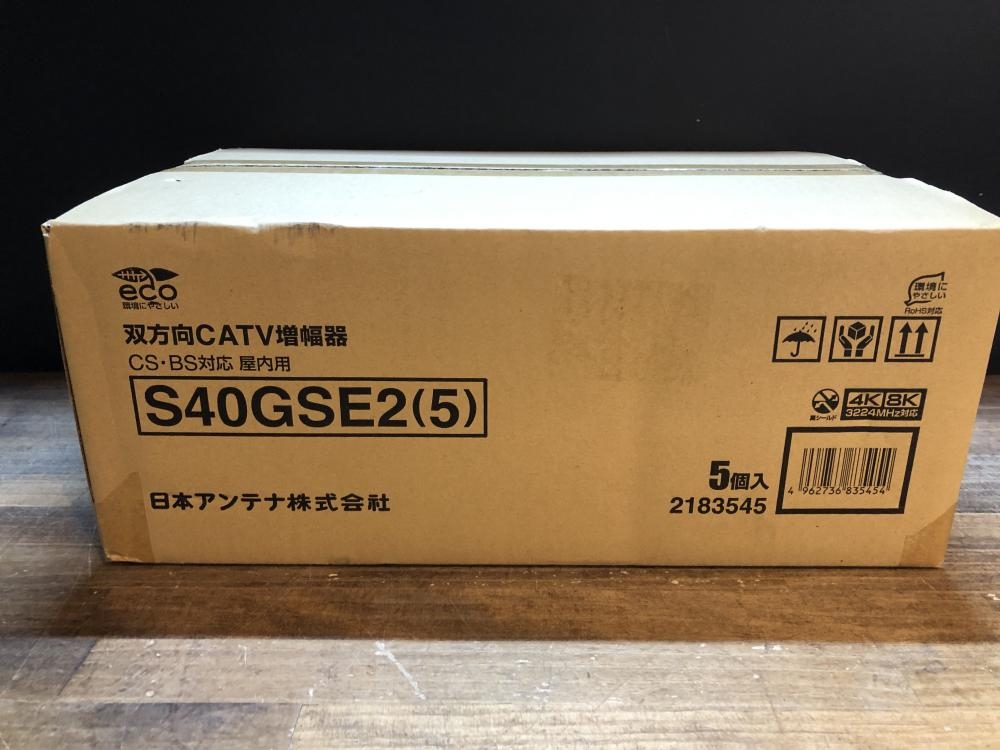 eco
環境にやさしい
双方向CATV増幅器
CS・BS対応 屋内用
S40GSE2(5)
日本アンテナ株式会社
環境に
やさしい
RoHS対応
4K 8K
3224MHz対応
5個入
2183545
4 962736 835454